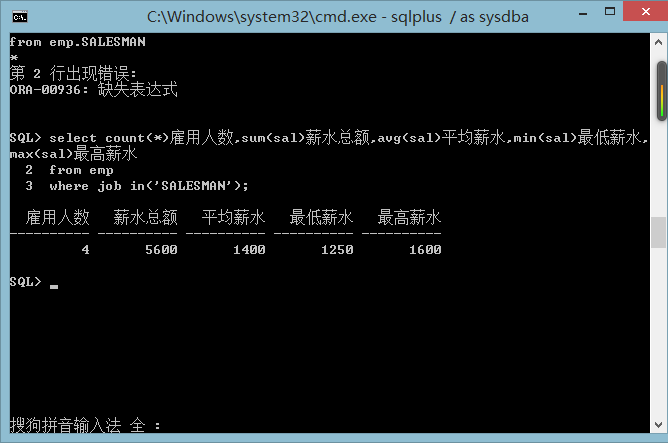 C:\Windows\system32\cmd.exe - sqlplus  / as sysdba
from emp.SALESMAN
*
第 2 行出现错误:
ORA-00936: 缺失表达式
SQL> select count(*)雇用人数,sum(sal)薪水总额,avg(sal)平均薪水,min(sal)最低薪水,
max(sal)最高薪水
  2  from emp
  3  where job in('SALESMAN');
  雇用人数   薪水总额   平均薪水   最低薪水   最高薪水
---------- ---------- ---------- ---------- ----------
         4       5600       1400       1250       1600
SQL> _
搜狗拼音输入法 全 :